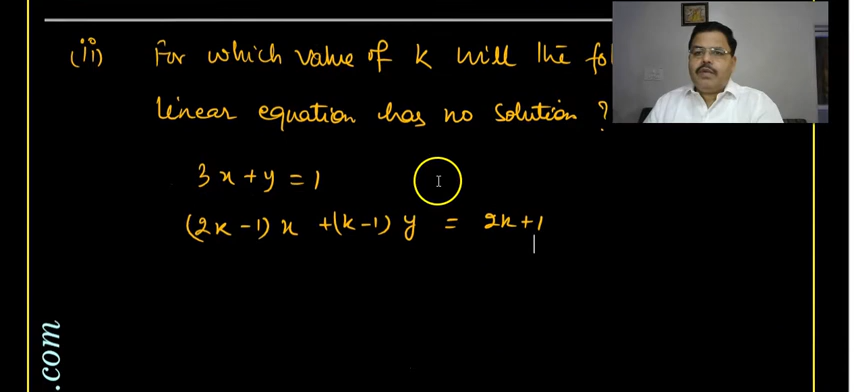 (ii) For which value of K will the fol
linear equation has no solution ?
3x + y = 1
(2k-1) x + (k-1) y = 2k+1
.com